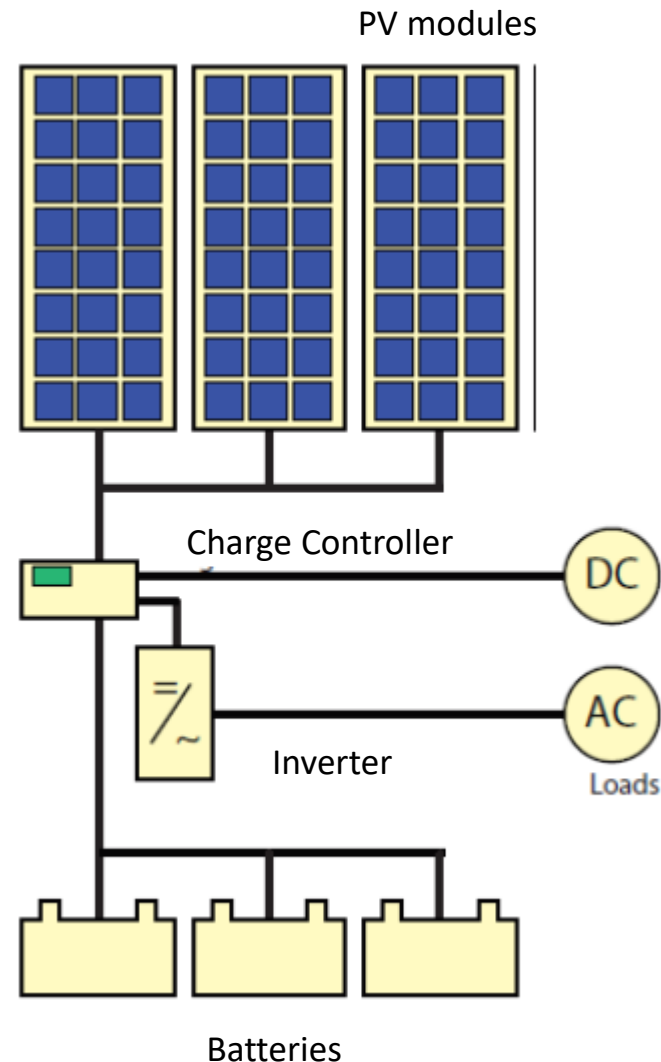 PV modules
Charge Controller
DC
=
~
AC
Inverter
Loads
Batteries